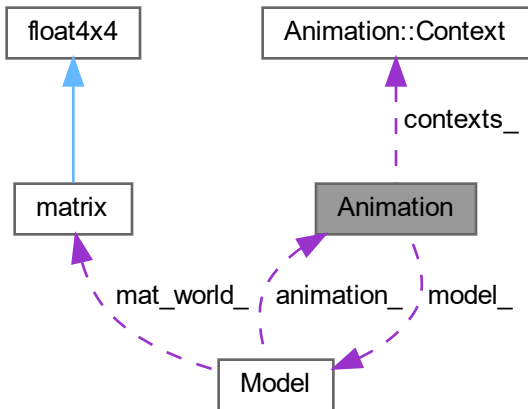 float4x4
Animation::Context
contexts_
matrix
Animation
mat_world_
animation_
model_
Model